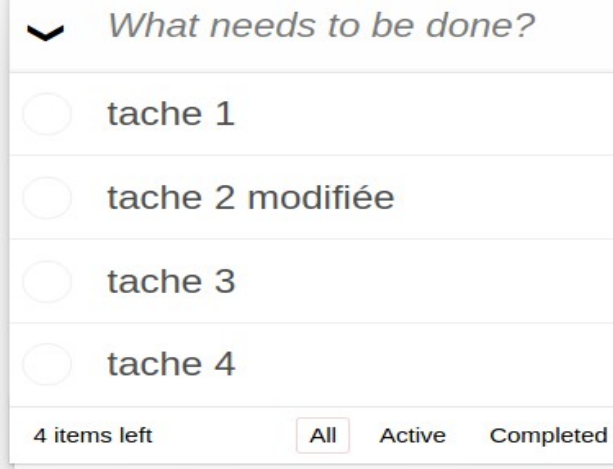 What needs to be done?
tache 1
tache 2 modifiée
tache 3
tache 4
4 items left All Active Completed